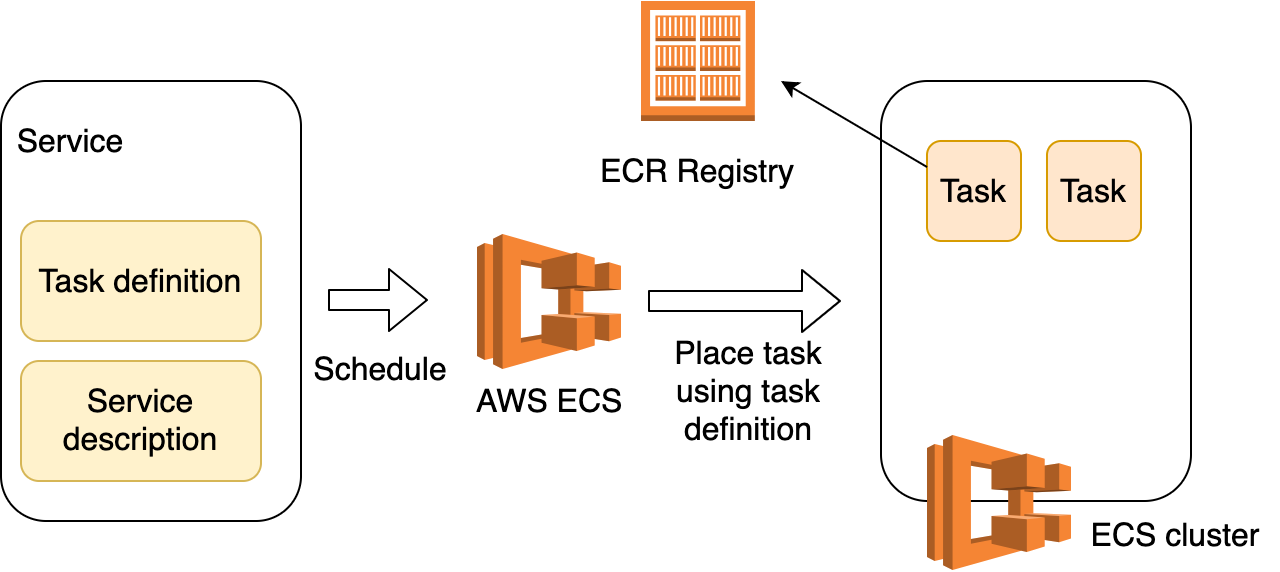 Service
Task definition
Service
description
Schedule
AWS ECS
ECR Registry
Place task
using task
definition
Task
Task
ECS cluster